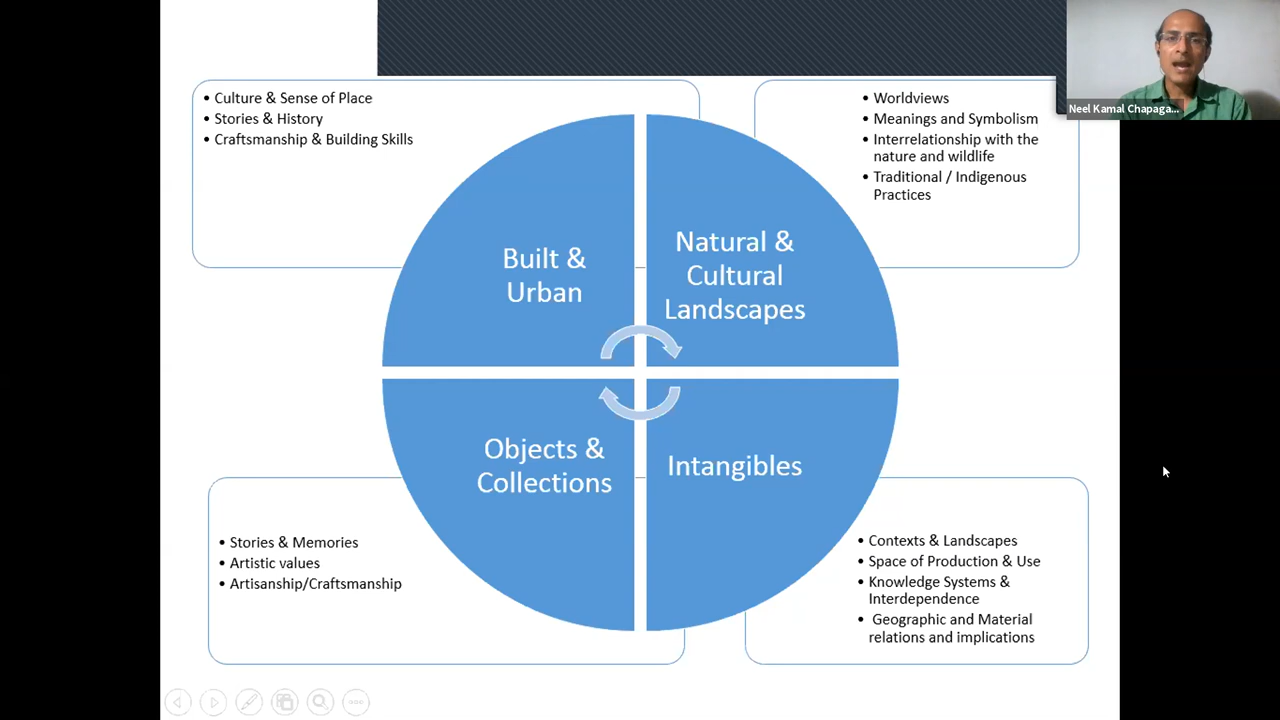 • Culture & Sense of Place
• Stories & History
• Craftsmanship & Building Skills
• Worldviews
• Meanings and Symbolism
• Interrelationship with the
nature and wildlife
• Traditional / Indigenous
Practices
Neel Kamal Chapaga...
Built &
Urban
Natural &
Cultural
Landscapes
Objects &
Collections
Intangibles
• Stories & Memories
• Artistic values
• Artisanship/Craftsmanship
• Contexts & Landscapes
• Space of Production & Use
• Knowledge Systems &
Interdependence
• Geographic and Material
relations and implications